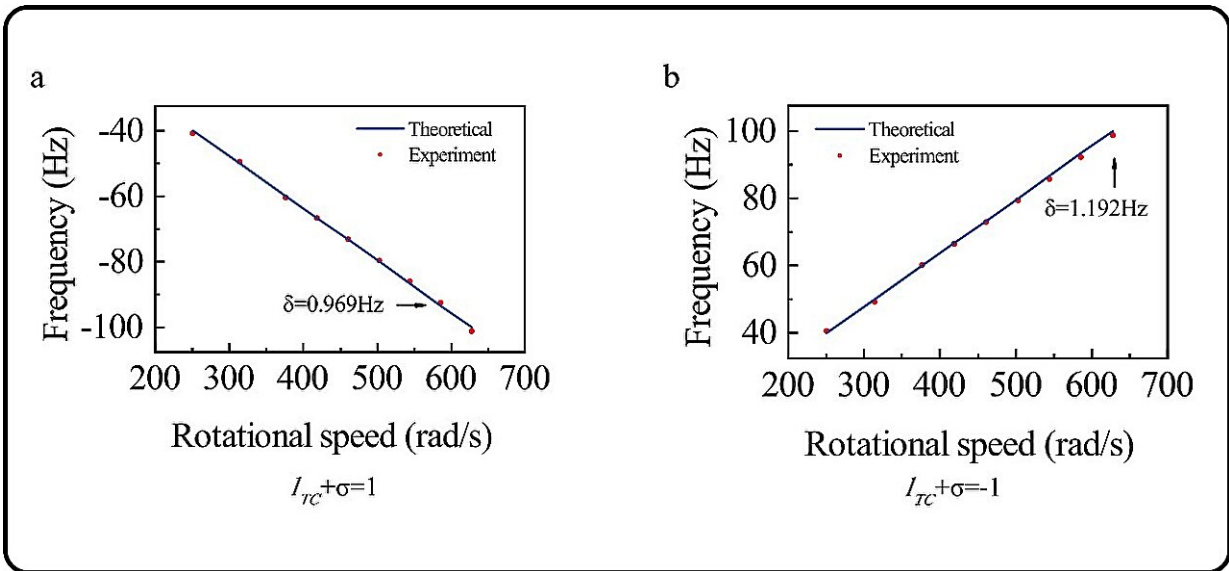 a
Frequency (Hz)
-40
-60
-80
-100
Theoretical
Experiment
δ=0.969Hz
200 300 400 500 600 700
Rotational speed (rad/s)
l_TC+σ=1
b
Frequency (Hz)
100
80
60
40
Theoretical
Experiment
δ=1.192Hz
200 300 400 500 600 700
Rotational speed (rad/s)
l_TC+σ=-1